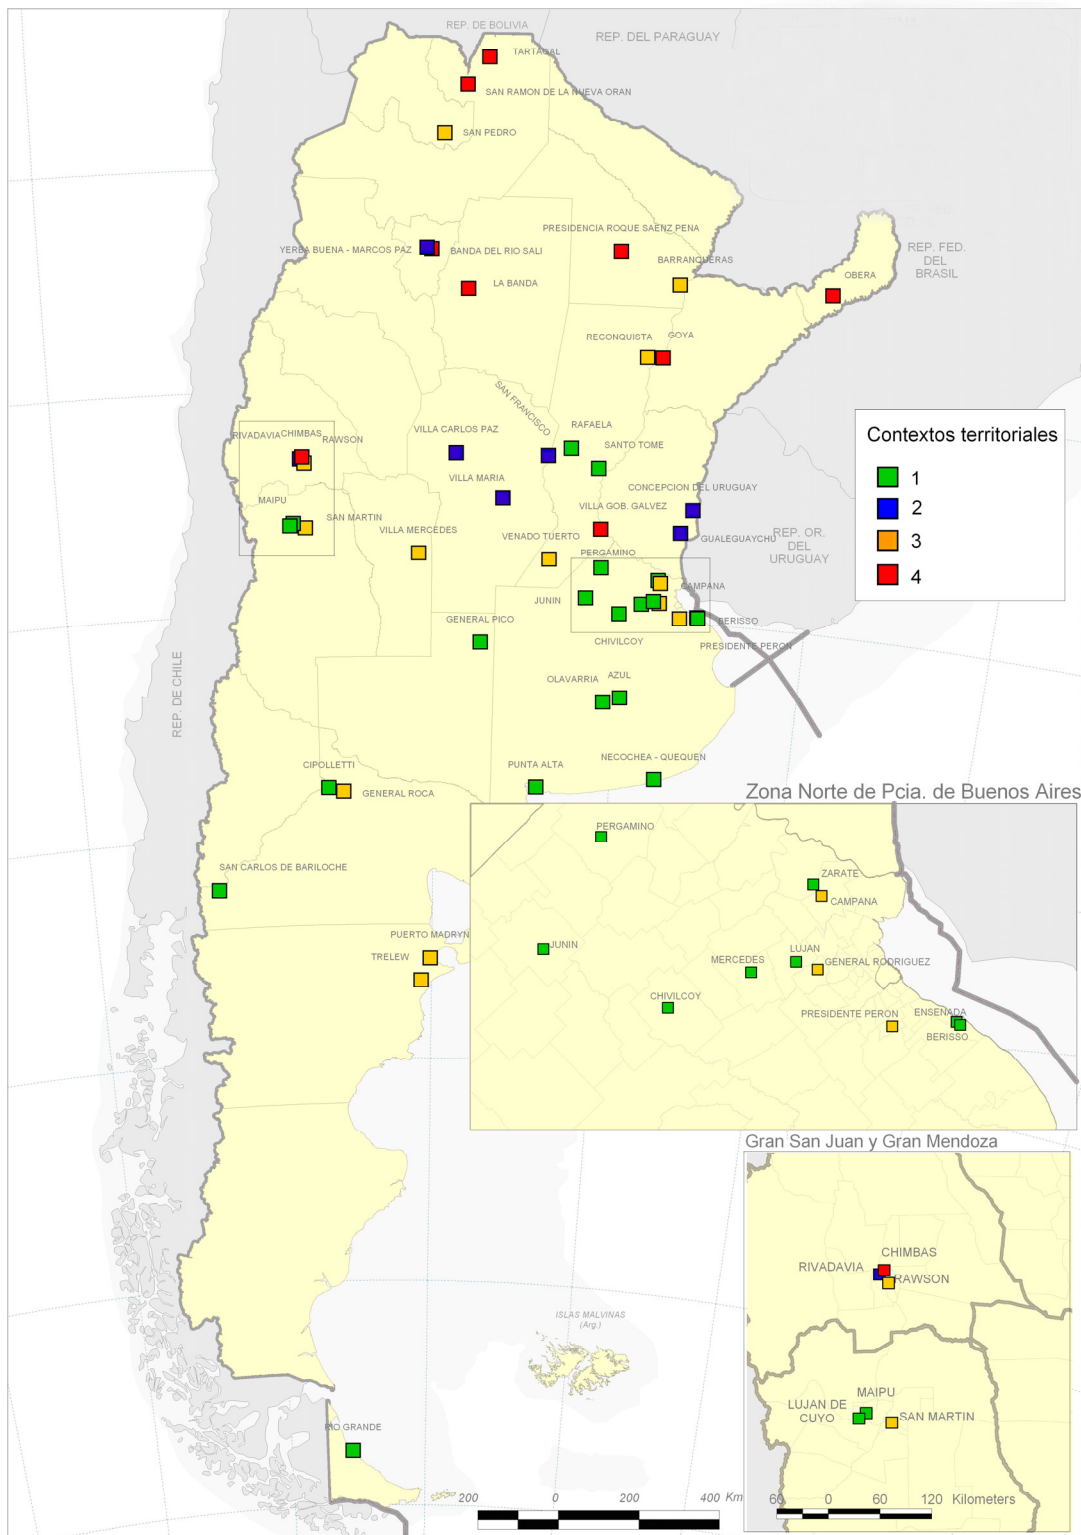 REP. DE BOLIVIA
REP. DEL PARAGUAY
TARTAGAL
SAN RAMON DE LA NUEVA ORAN
SAN PEDRO
PRESIDENCIA ROQUE SAENZ PENA
YERBA BUENA - MARCOS PAZ
BANDA DEL RIO SALI
BARRANQUERAS
REP. FED.
DEL
BRASIL
LA BANDA
OBERA
RECONQUISTA
GOYA
SAN FRANCISCO
RIVADAVIA
CHIMBAS
RAWSON
VILLA CARLOS PAZ
RAFAELA
SANTO TOME
Contextos territoriales
1
2
3
4
VILLA MARIA
CONCEPCION DEL URUGUAY
MAIPU
SAN MARTIN
VILLA MERCEDES
VILLA GOB. GALVEZ
VENADO TUERTO
GUALEGUAYCHU
REP. OR.
DEL
URUGUAY
PERGAMINO
CAMPANA
JUNIN
GENERAL PICO
CHIVILCOY
BERISSO
PRESIDENTE PERON
REP. DE CHILE
OLAVARRIA
AZUL
CIPOLLETTI
GENERAL ROCA
PUNTA ALTA
NECOCHEA - QUEQUEN
Zona Norte de Pcia. de Buenos Aires
PERGAMINO
SAN CARLOS DE BARILOCHE
ZARATE
CAMPANA
PUERTO MADRYN
TRELEW
JUNIN
MERCEDES
LUJAN
GENERAL RODRIGUEZ
CHIVILCOY
PRESIDENTE PERON
ENSENADA
BERISSO
Gran San Juan y Gran Mendoza
CHIMBAS
RIVADAVIA
RAWSON
ISLAS MALVINAS
(Arg.)
MAIPU
LUJAN DE
CUYO
SAN MARTIN
RIO GRANDE
200 0 200 400 Km
60 0 60 120 Kilometers